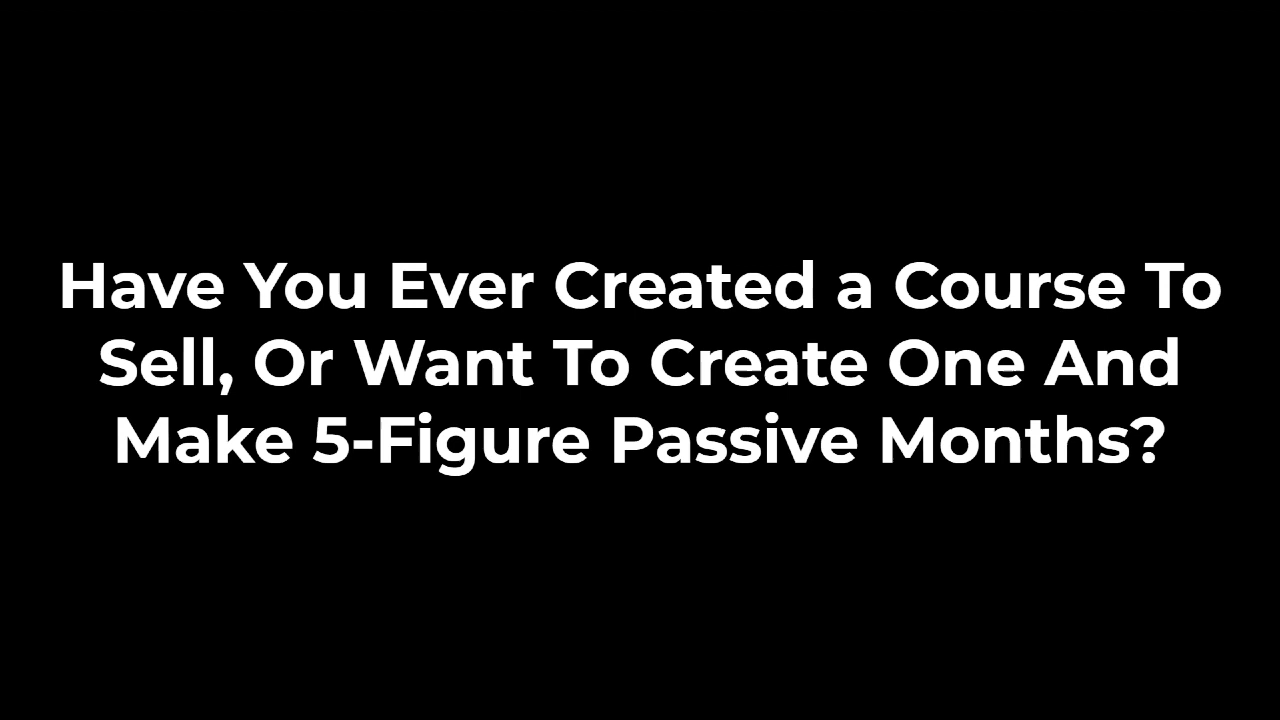 Have You Ever Created a Course To
Sell, Or Want To Create One And
Make 5-Figure Passive Months?